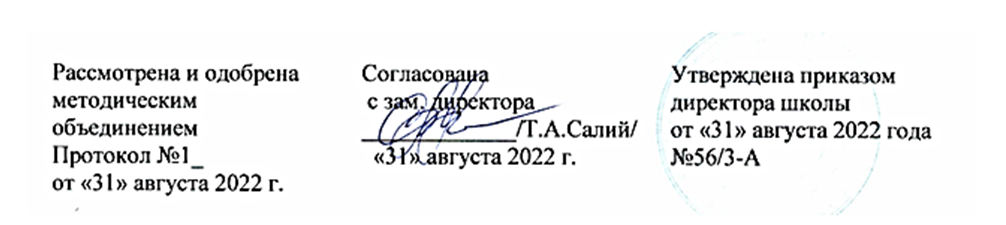 Рассмотрена и одобрена
методическим
объединением
Протокол №1_
от «31» августа 2022 г.
Согласована
с зам. директора
_____________/Т.А.Салий/
«31» августа 2022 г.
Утверждена приказом
директора школы
от «31» августа 2022 года
№56/3-А